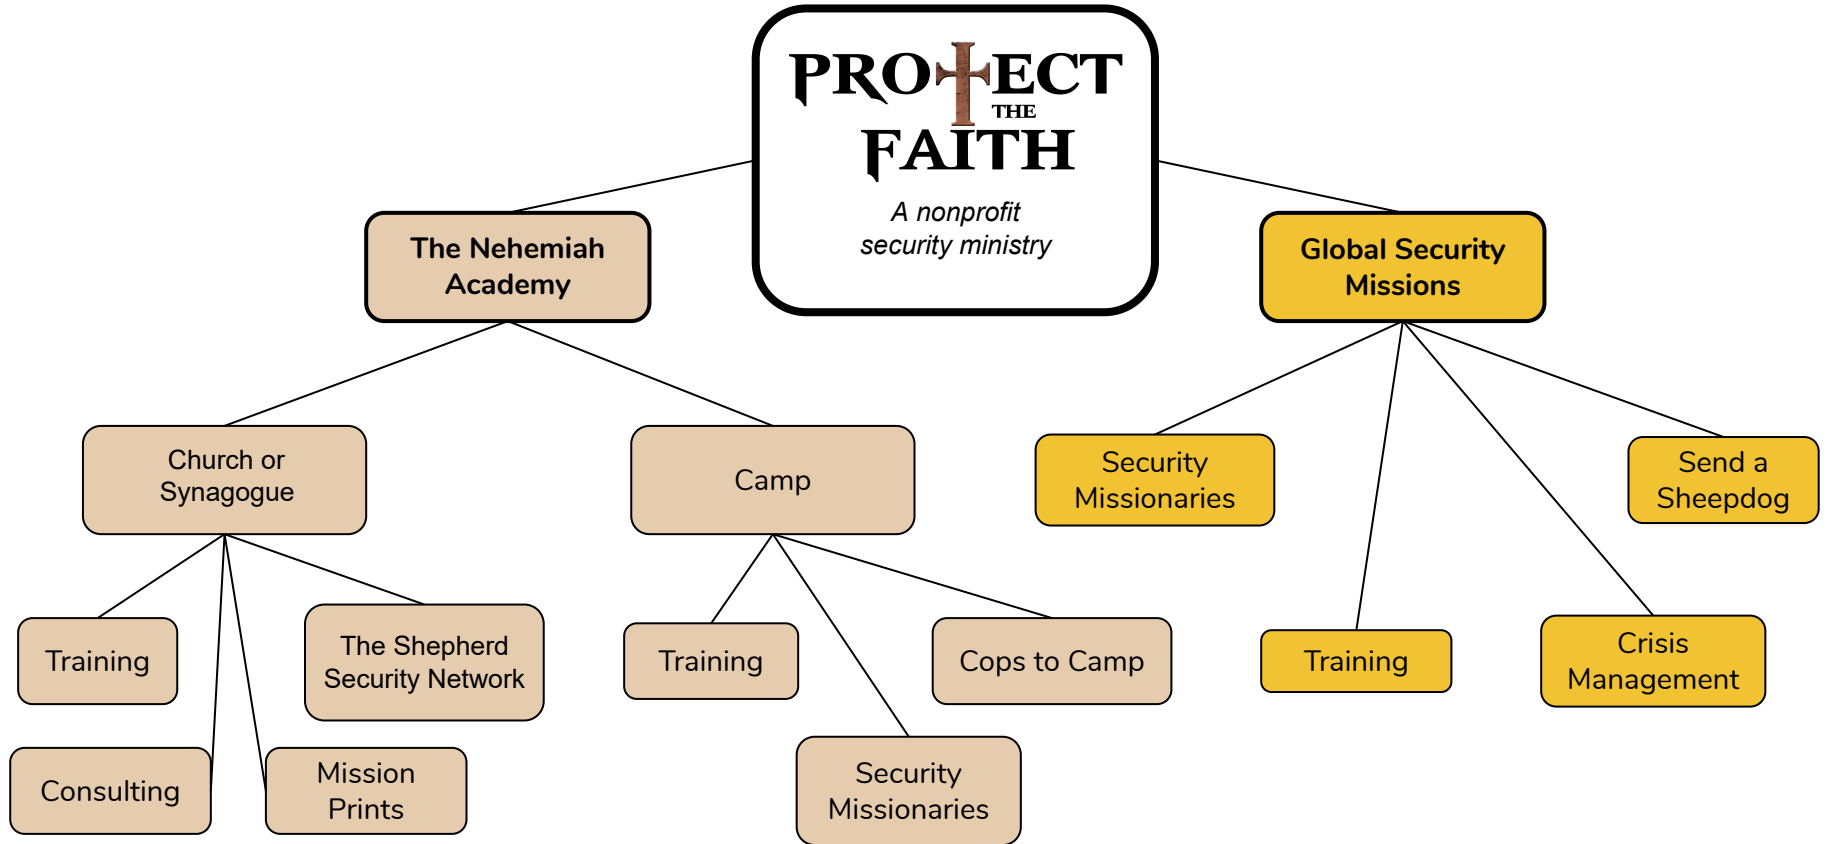 PROTECT
THE
FAITH
A nonprofit
security ministry
The Nehemiah
Academy
Global Security
Missions
Church or
Synagogue
Camp
Security
Missionaries
Send a
Sheepdog
Training
The Shepherd
Security Network
Consulting
Mission
Prints
Training
Cops to Camp
Security
Missionaries
Training
Crisis
Management